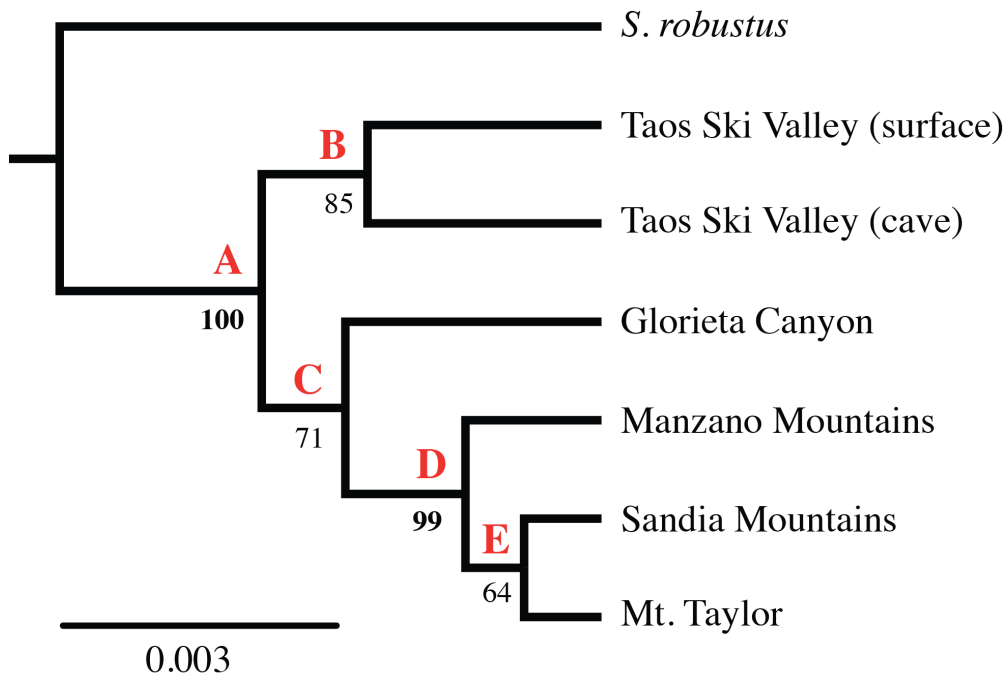 S. robustus
Taos Ski Valley (surface)
B
85
Taos Ski Valley (cave)
A
100
Glorieta Canyon
C
71
Manzano Mountains
D
99
Sandia Mountains
E
64
Mt. Taylor
0.003